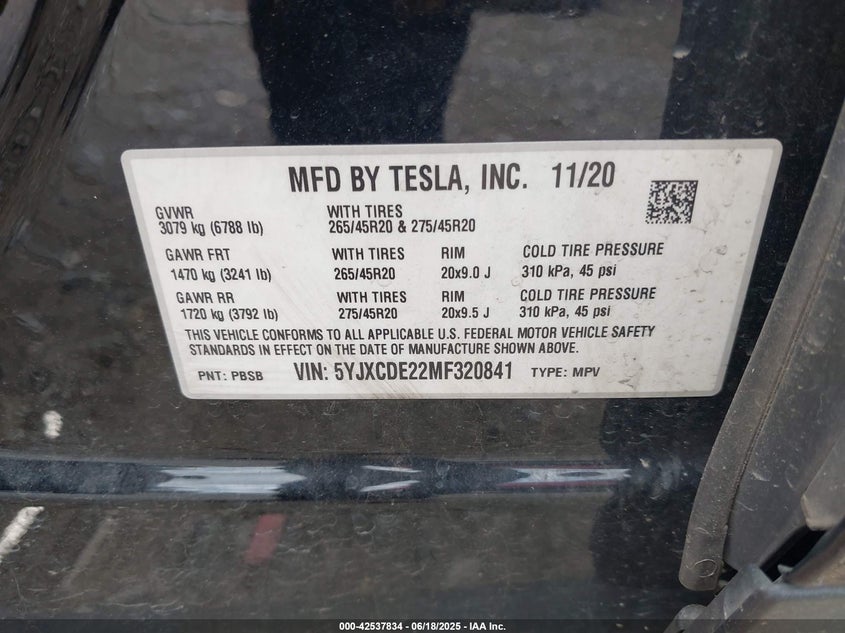 MFD BY TESLA, INC. 11/20
GVWR WITH TIRES
3079 kg (6788 lb) 265/45R20 & 275/45R20
GAWR FRT WITH TIRES RIM COLD TIRE PRESSURE
1470 kg (3241 lb) 265/45R20 20x9.0 J 310 kPa, 45 psi
GAWR RR WITH TIRES RIM COLD TIRE PRESSURE
1720 kg (3792 lb) 275/45R20 20x9.5 J 310 kPa, 45 psi
THIS VEHICLE CONFORMS TO ALL APPLICABLE U.S. FEDERAL MOTOR VEHICLE SAFETY
STANDARDS IN EFFECT ON THE DATE OF MANUFACTURE SHOWN ABOVE.
PNT: PBSB VIN: 5YJXCDE22MF320841 TYPE: MPV
000-42537834 - 06/18/2025 - IAA Inc.